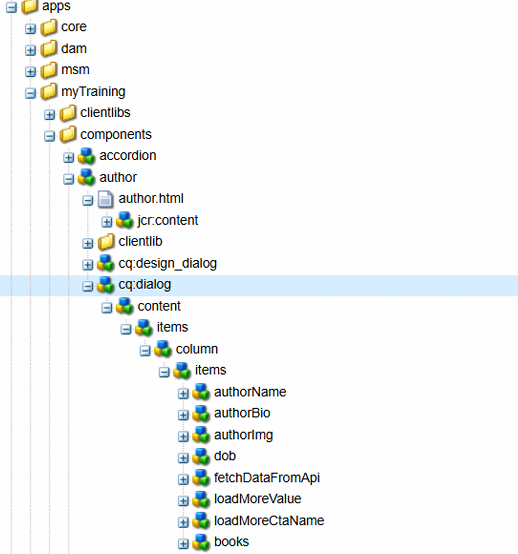 apps
core
dam
msm
myTraining
clientlibs
components
accordion
author
author.html
jcr:content
clientlib
cq:design_dialog
cq:dialog
content
items
column
items
authorName
authorBio
authorImg
dob
fetchDataFromApi
loadMoreValue
loadMoreCtaName
books